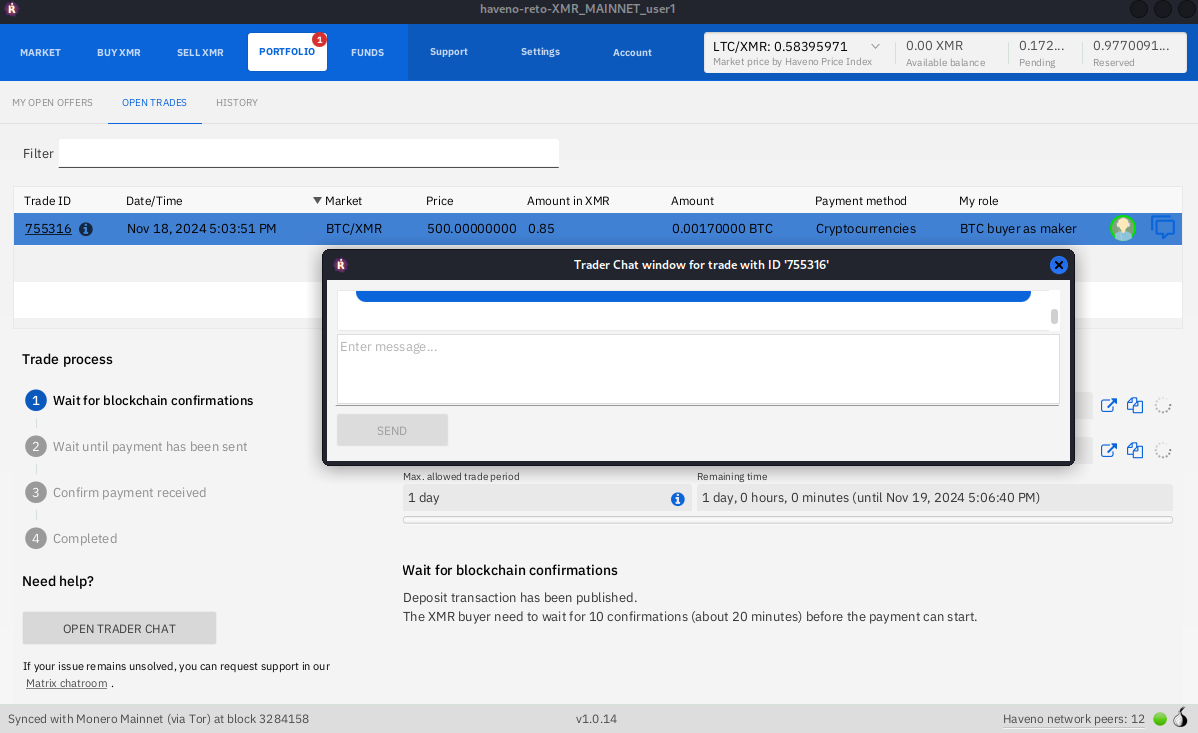 haveno-reto-XMR_MAINNET_user1
MARKET BUY XMR SELL XMR PORTFOLIO 1 FUNDS Support Settings Account
LTC/XMR: 0.58395971 0.00 XMR 0.172... 0.9770091...
Market price by Haveno Price Index Available balance Pending Reserved
MY OPEN OFFERS OPEN TRADES HISTORY
Filter
Trade ID Date/Time Market Price Amount in XMR Amount Payment method My role
755316 Nov 18, 2024 5:03:51 PM BTC/XMR 500.00000000 0.85 0.00170000 BTC Cryptocurrencies BTC buyer as maker
Trader Chat window for trade with ID '755316'
Enter message...
SEND
Trade process
1 Wait for blockchain confirmations
2 Wait until payment has been sent
3 Confirm payment received
4 Completed
Need help?
OPEN TRADER CHAT
If your issue remains unsolved, you can request support in our
Matrix chatroom .
Max. allowed trade period Remaining time
1 day 1 day, 0 hours, 0 minutes (until Nov 19, 2024 5:06:40 PM)
Wait for blockchain confirmations
Deposit transaction has been published.
The XMR buyer need to wait for 10 confirmations (about 20 minutes) before the payment can start.
Synced with Monero Mainnet (via Tor) at block 3284158 v1.0.14 Haveno network peers: 12